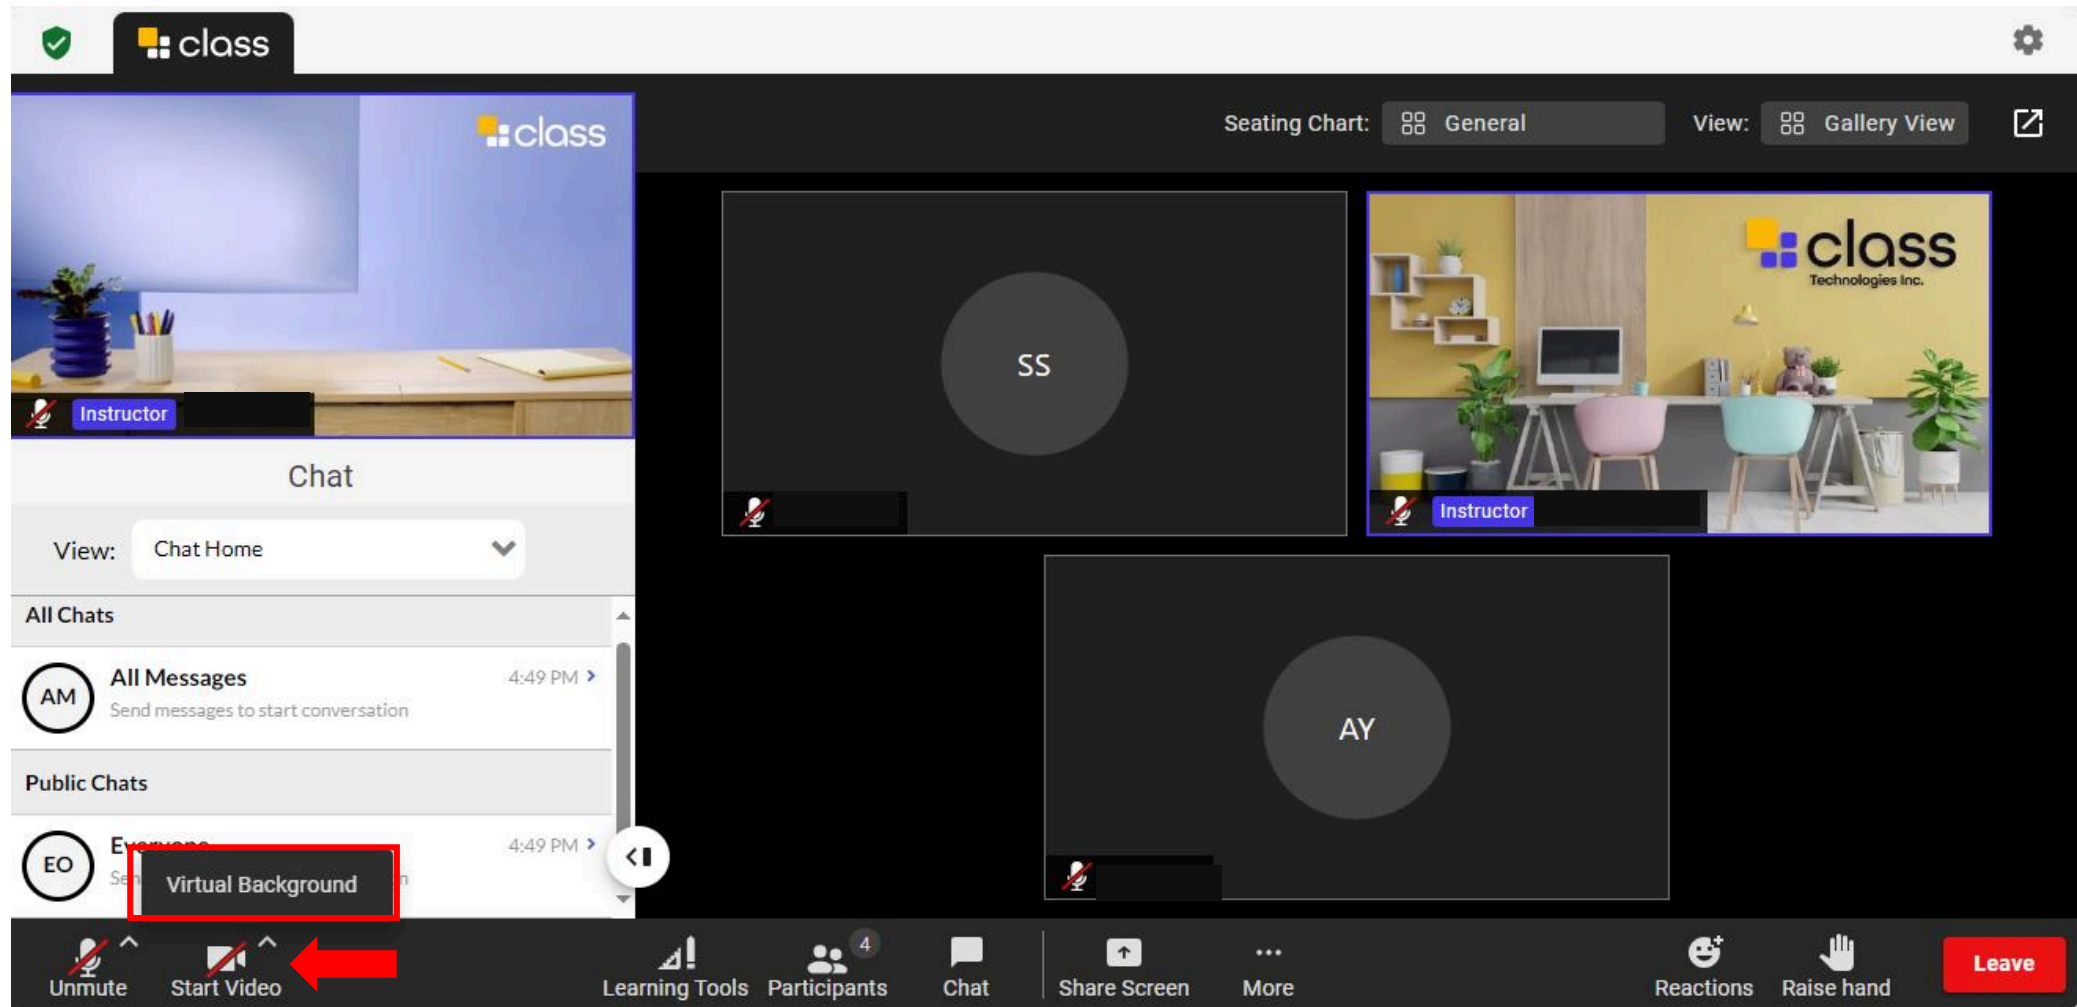 class
class
Seating Chart:
General
View:
Gallery View
Instructor
SS
class
Technologies Inc.
Instructor
Chat
View:
Chat Home
All Chats
AM
All Messages
4:49 PM
Send messages to start conversation
AY
Public Chats
EO
Everyone
4:49 PM
Virtual Background
Unmute
Start Video
Learning Tools
4
Participants
Chat
Share Screen
More
Reactions
Raise hand
Leave